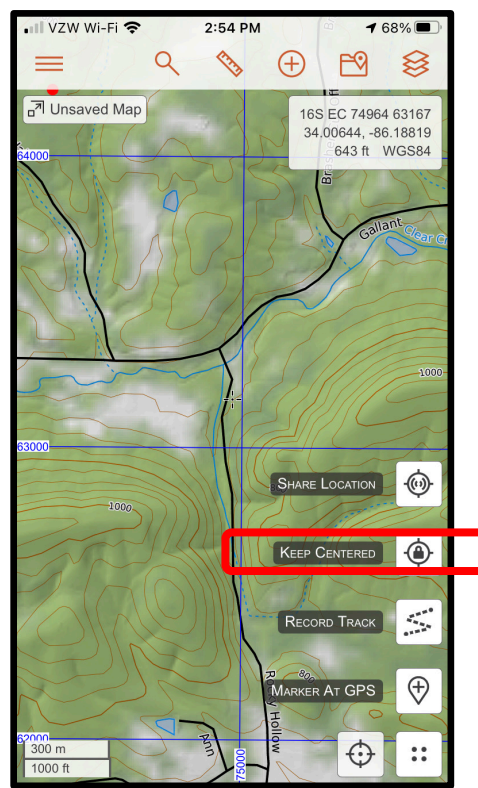 VZW Wi-Fi 2:54 PM 68%
Unsaved Map
16S EC 74964 63167
34.00644, -86.18819
643 ft WGS84
64000
Gallant
Clear Cr
1000
63000
SHARE LOCATION
1000
KEEP CENTERED
RECORD TRACK
800
MARKER AT GPS
Hollow
Ann
62000
300 m
1000 ft
75000